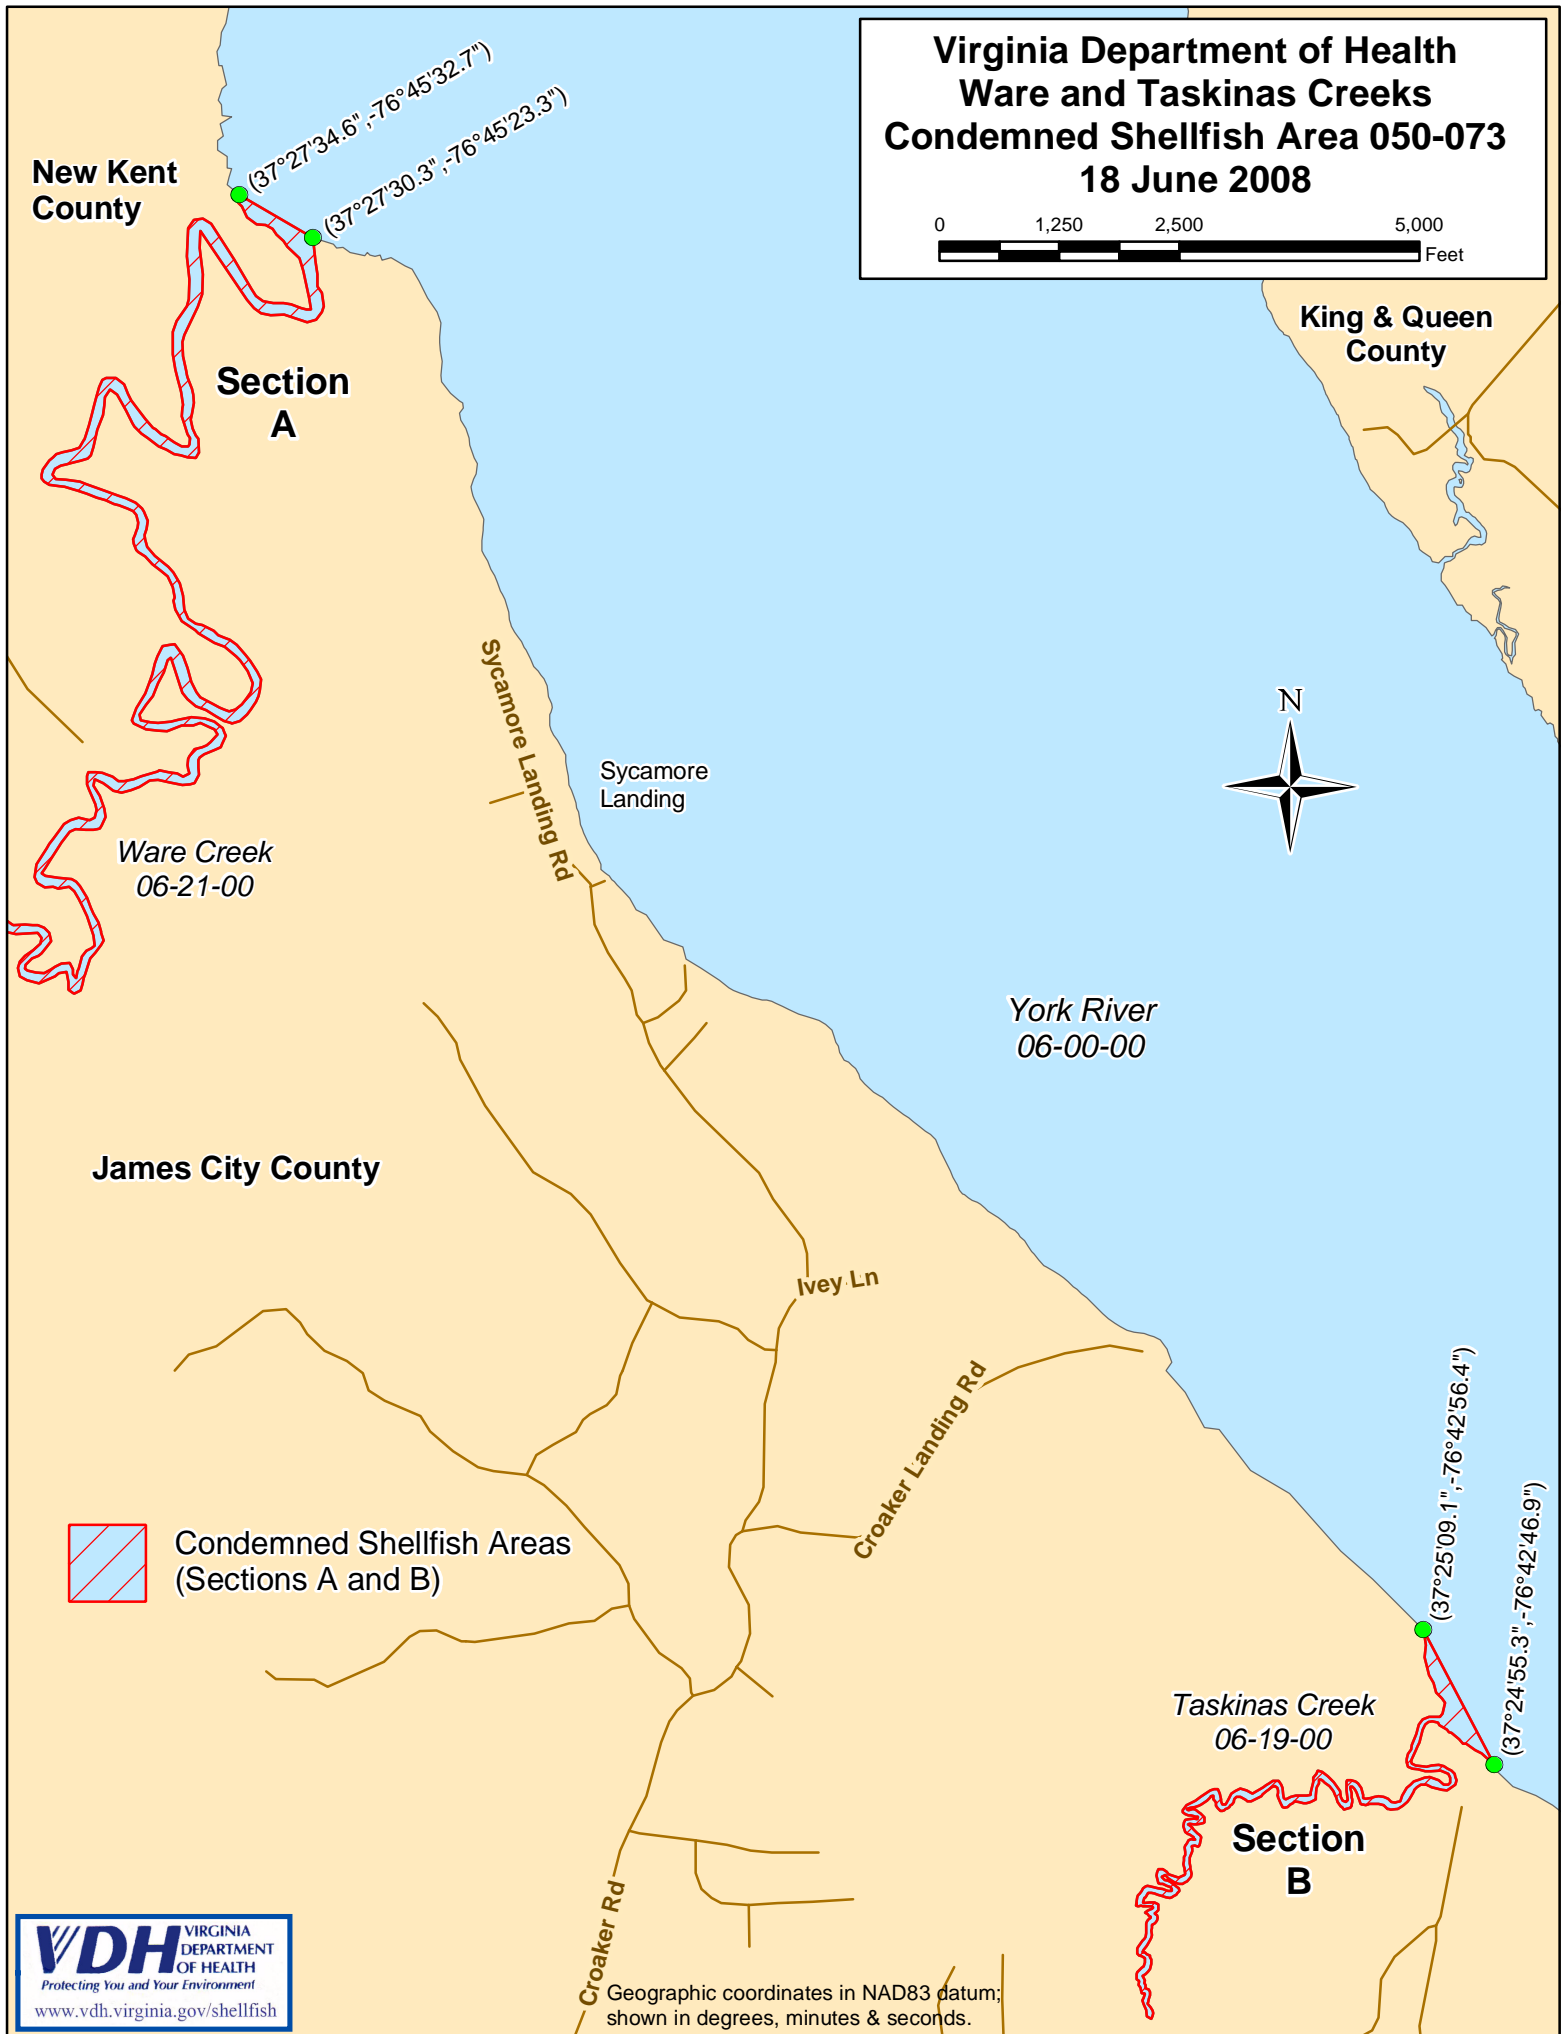 Virginia Department of Health
Ware and Taskinas Creeks
Condemned Shellfish Area 050-073
18 June 2008
0 1,250 2,500 5,000
Feet
(37°27'34.6",-76°45'32.7")
(37°27'30.3",-76°45'23.3")
New Kent
County
King & Queen
County
Section
A
N
Sycamore Landing Rd
Sycamore
Landing
Ware Creek
06-21-00
York River
06-00-00
James City County
Ivey Ln
Croaker Landing Rd
(37°25'09.1",-76°42'56.4")
(37°24'55.3",-76°42'46.9")
Condemned Shellfish Areas
(Sections A and B)
Taskinas Creek
06-19-00
Section
B
Croaker Rd
VDH VIRGINIA
DEPARTMENT
OF HEALTH
Protecting You and Your Environment
www.vdh.virginia.gov/shellfish
Geographic coordinates in NAD83 datum;
shown in degrees, minutes & seconds.